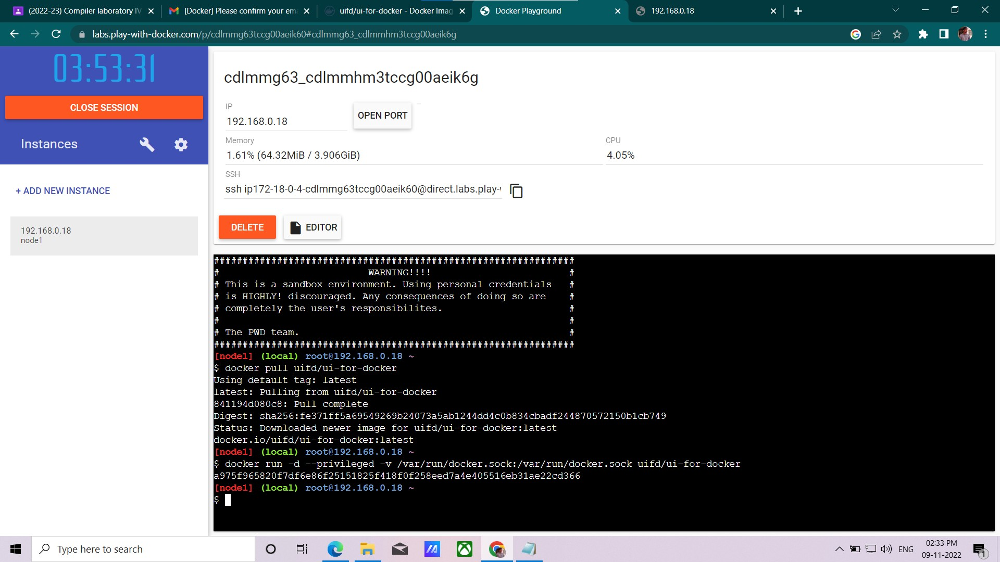 (2022-23) Compiler laboratory IV
[Docker] Please confirm your ema
uifd/ui-for-docker - Docker Imag
Docker Playground
192.168.0.18
labs.play-with-docker.com/p/cdlmmg63tccg00aeik60#cdlmmg63_cdlmmhm3tccg00aeik6g
03:53:31
CLOSE SESSION
Instances
+ ADD NEW INSTANCE
192.168.0.18
node1
cdlmmg63_cdlmmhm3tccg00aeik6g
IP
192.168.0.18
OPEN PORT
Memory
1.61% (64.32MiB / 3.906GiB)
CPU
4.05%
SSH
ssh ip172-18-0-4-cdlmmg63tccg00aeik60@direct.labs.play-
DELETE
EDITOR
###############################################################
# WARNING!!!! #
# This is a sandbox environment. Using personal credentials #
# is HIGHLY! discouraged. Any consequences of doing so are #
# completely the user's responsibilites. #
# #
# The PWD team. #
###############################################################
[node1] (local) root@192.168.0.18 ~
$ docker pull uifd/ui-for-docker
Using default tag: latest
latest: Pulling from uifd/ui-for-docker
841194d080c8: Pull complete
Digest: sha256:fe371ff5a69549269b24073a5ab1244dd4c0b834cbadf244870572150b1cb749
Status: Downloaded newer image for uifd/ui-for-docker:latest
docker.io/uifd/ui-for-docker:latest
[node1] (local) root@192.168.0.18 ~
$ docker run -d --privileged -v /var/run/docker.sock:/var/run/docker.sock uifd/ui-for-docker
a975f965820f7df6e86f25151825f418f0f258eed7a4e405516eb31ae22cd366
[node1] (local) root@192.168.0.18 ~
$
Type here to search
ENG
02:33 PM
09-11-2022
1